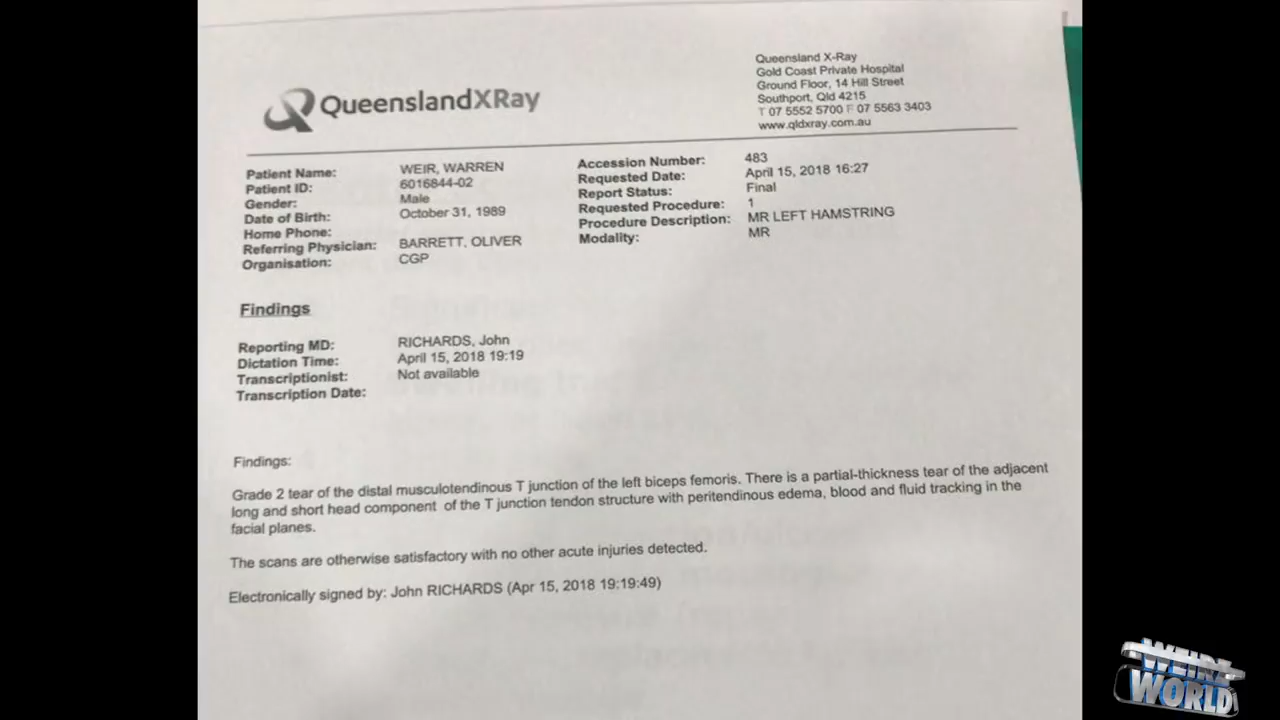 Queensland X-Ray
Gold Coast Private Hospital
Ground Floor, 14 Hill Street
Southport, Qld 4215
T 07 5552 5700 F 07 5563 3403
www.qldxray.com.au
QueenslandXRay
Patient Name: WEIR, WARREN
Patient ID: 6016844-02
Gender: Male
Date of Birth: October 31, 1989
Home Phone:
Referring Physician: BARRETT, OLIVER
Organisation: CGP
Accession Number: 483
Requested Date: April 15, 2018 16:27
Report Status: Final
Requested Procedure: 1
Procedure Description: MR LEFT HAMSTRING
Modality: MR
Findings
Reporting MD: RICHARDS, John
Dictation Time: April 15, 2018 19:19
Transcriptionist: Not available
Transcription Date:
Findings:
Grade 2 tear of the distal musculotendinous T junction of the left biceps femoris. There is a partial-thickness tear of the adjacent
long and short head component of the T junction tendon structure with peritendinous edema, blood and fluid tracking in the
facial planes.
The scans are otherwise satisfactory with no other acute injuries detected.
Electronically signed by: John RICHARDS (Apr 15, 2018 19:19:49)
WEIRZ
WORLD